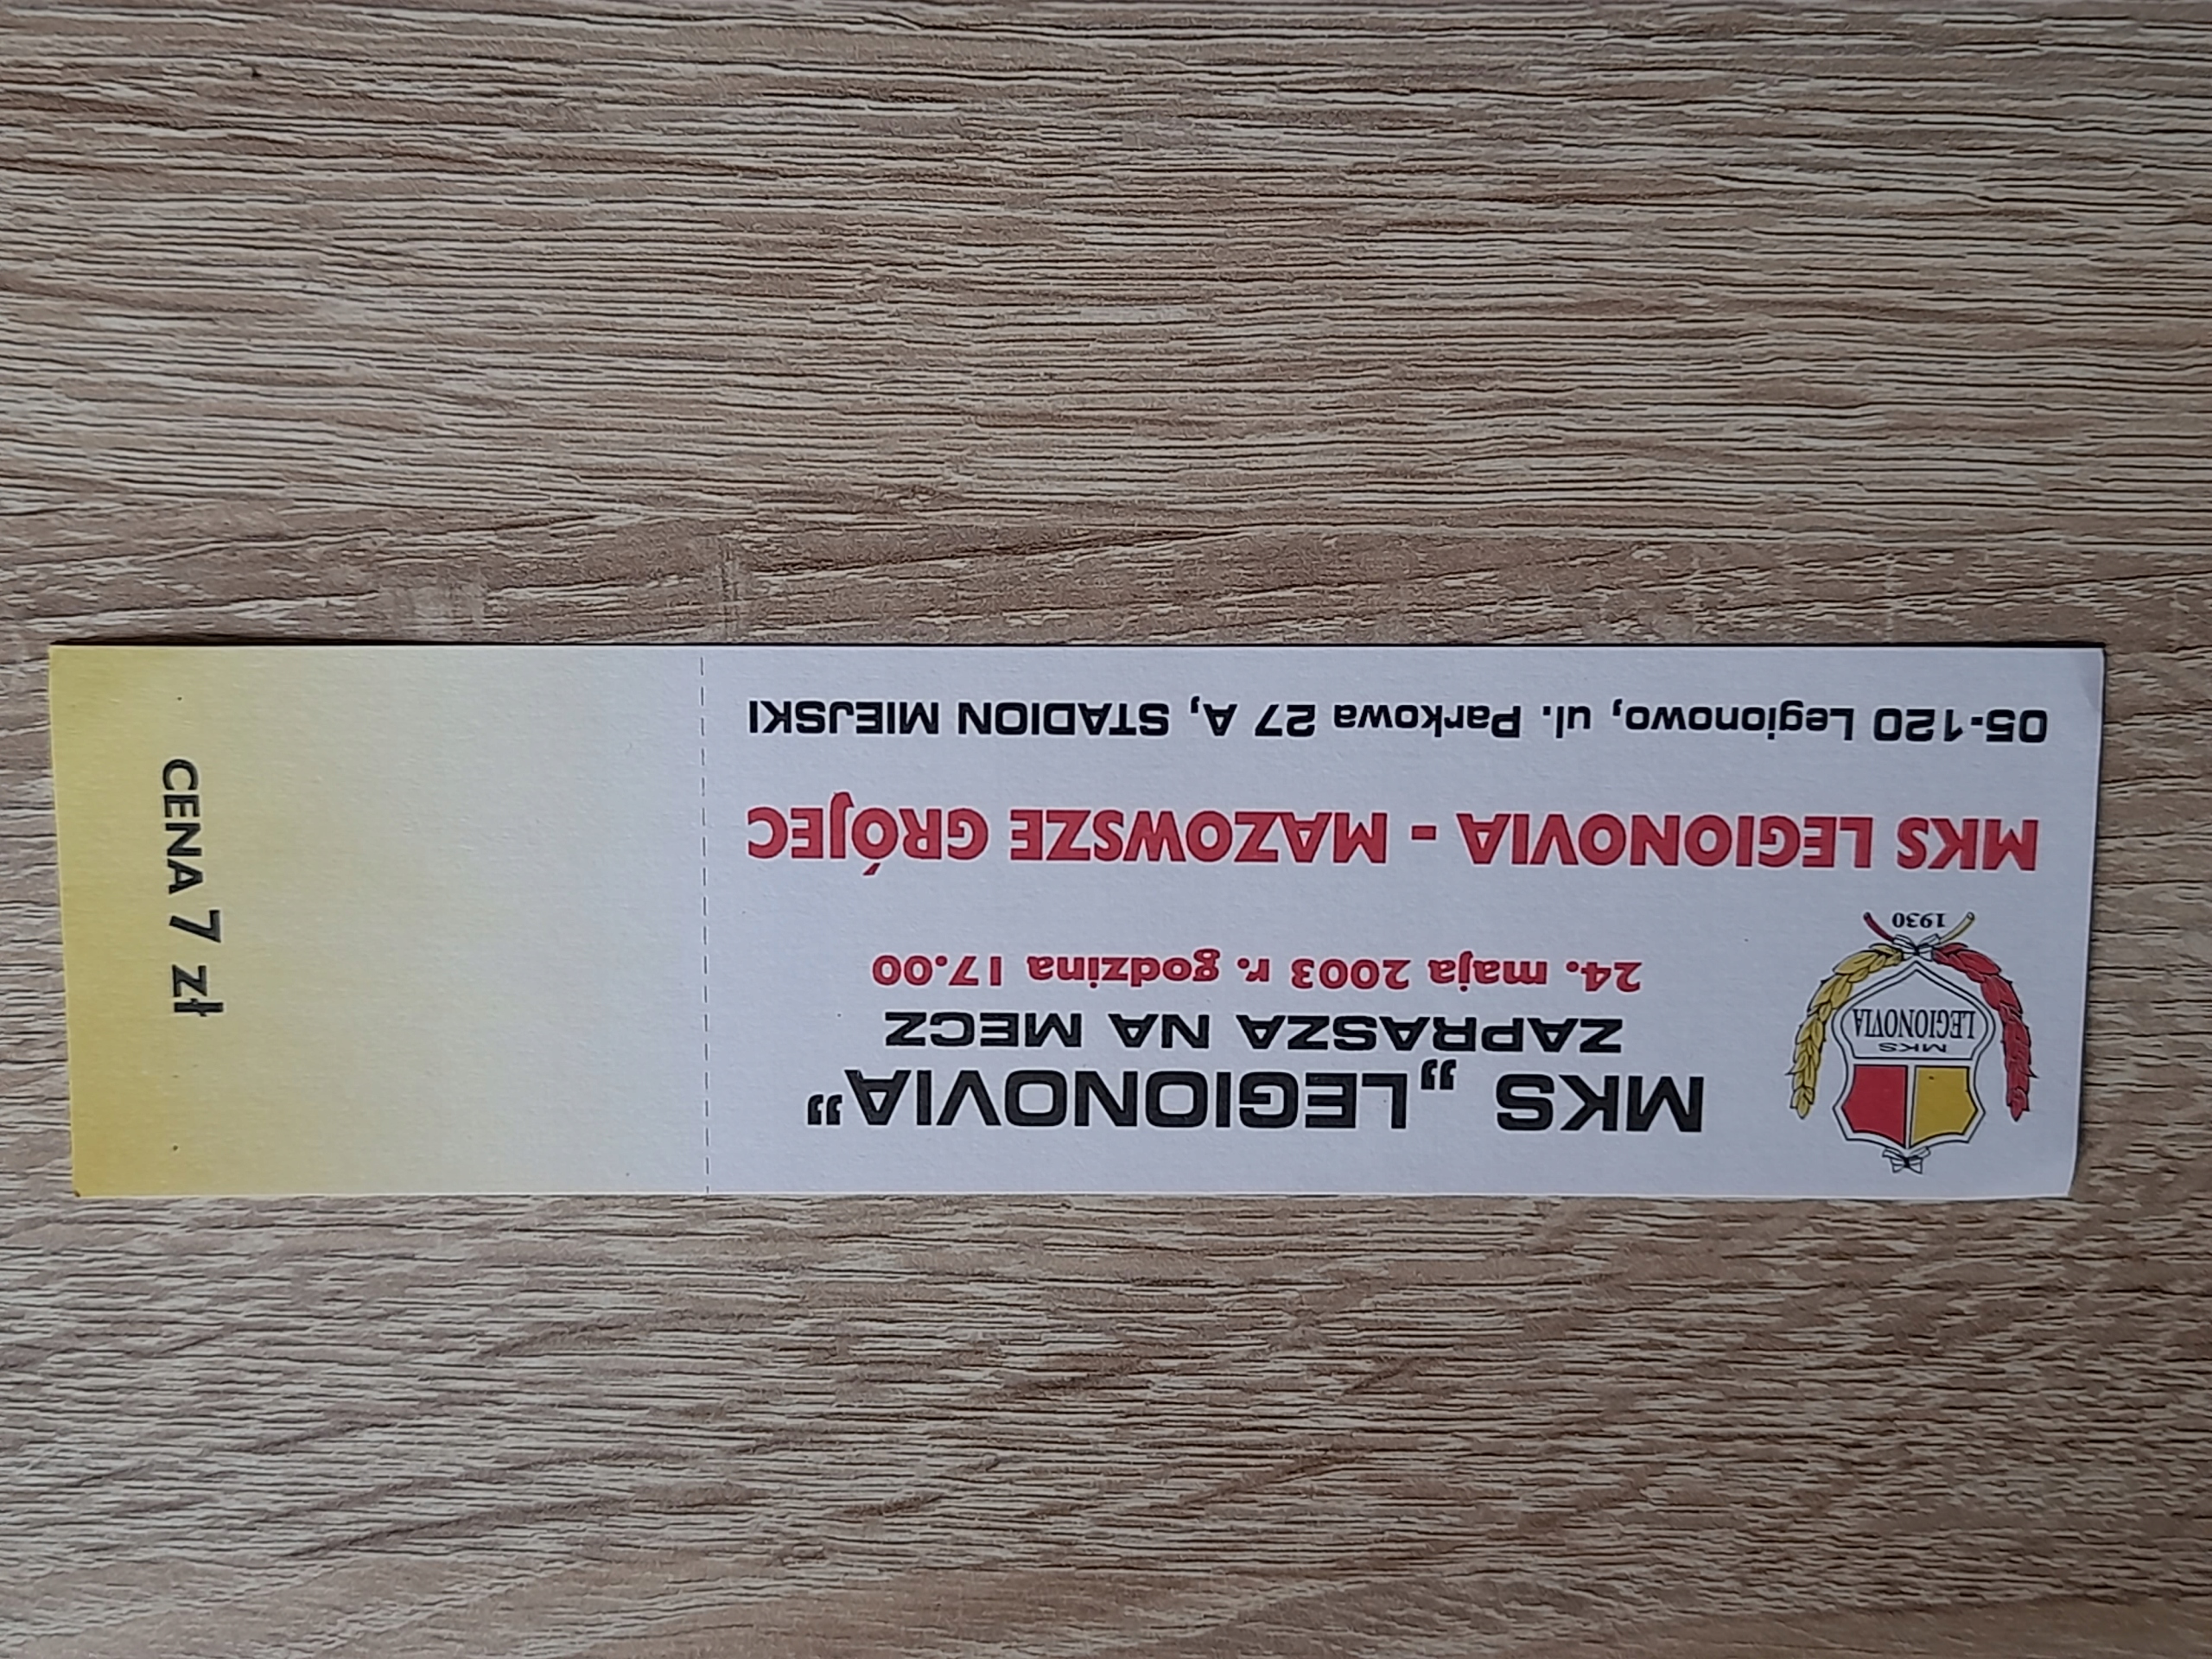 MKS „LEGIONOVIA”
ZAPRASZA NA MECZ
24. maja 2003 r. godzina 17.00
MKS
LEGIONOVIA
1930
MKS LEGIONOVIA - MAZOWSZE GRÓJEC
05-120 Legionowo, ul. Parkowa 27 A, STADION MIEJSKI
CENA 7 zł